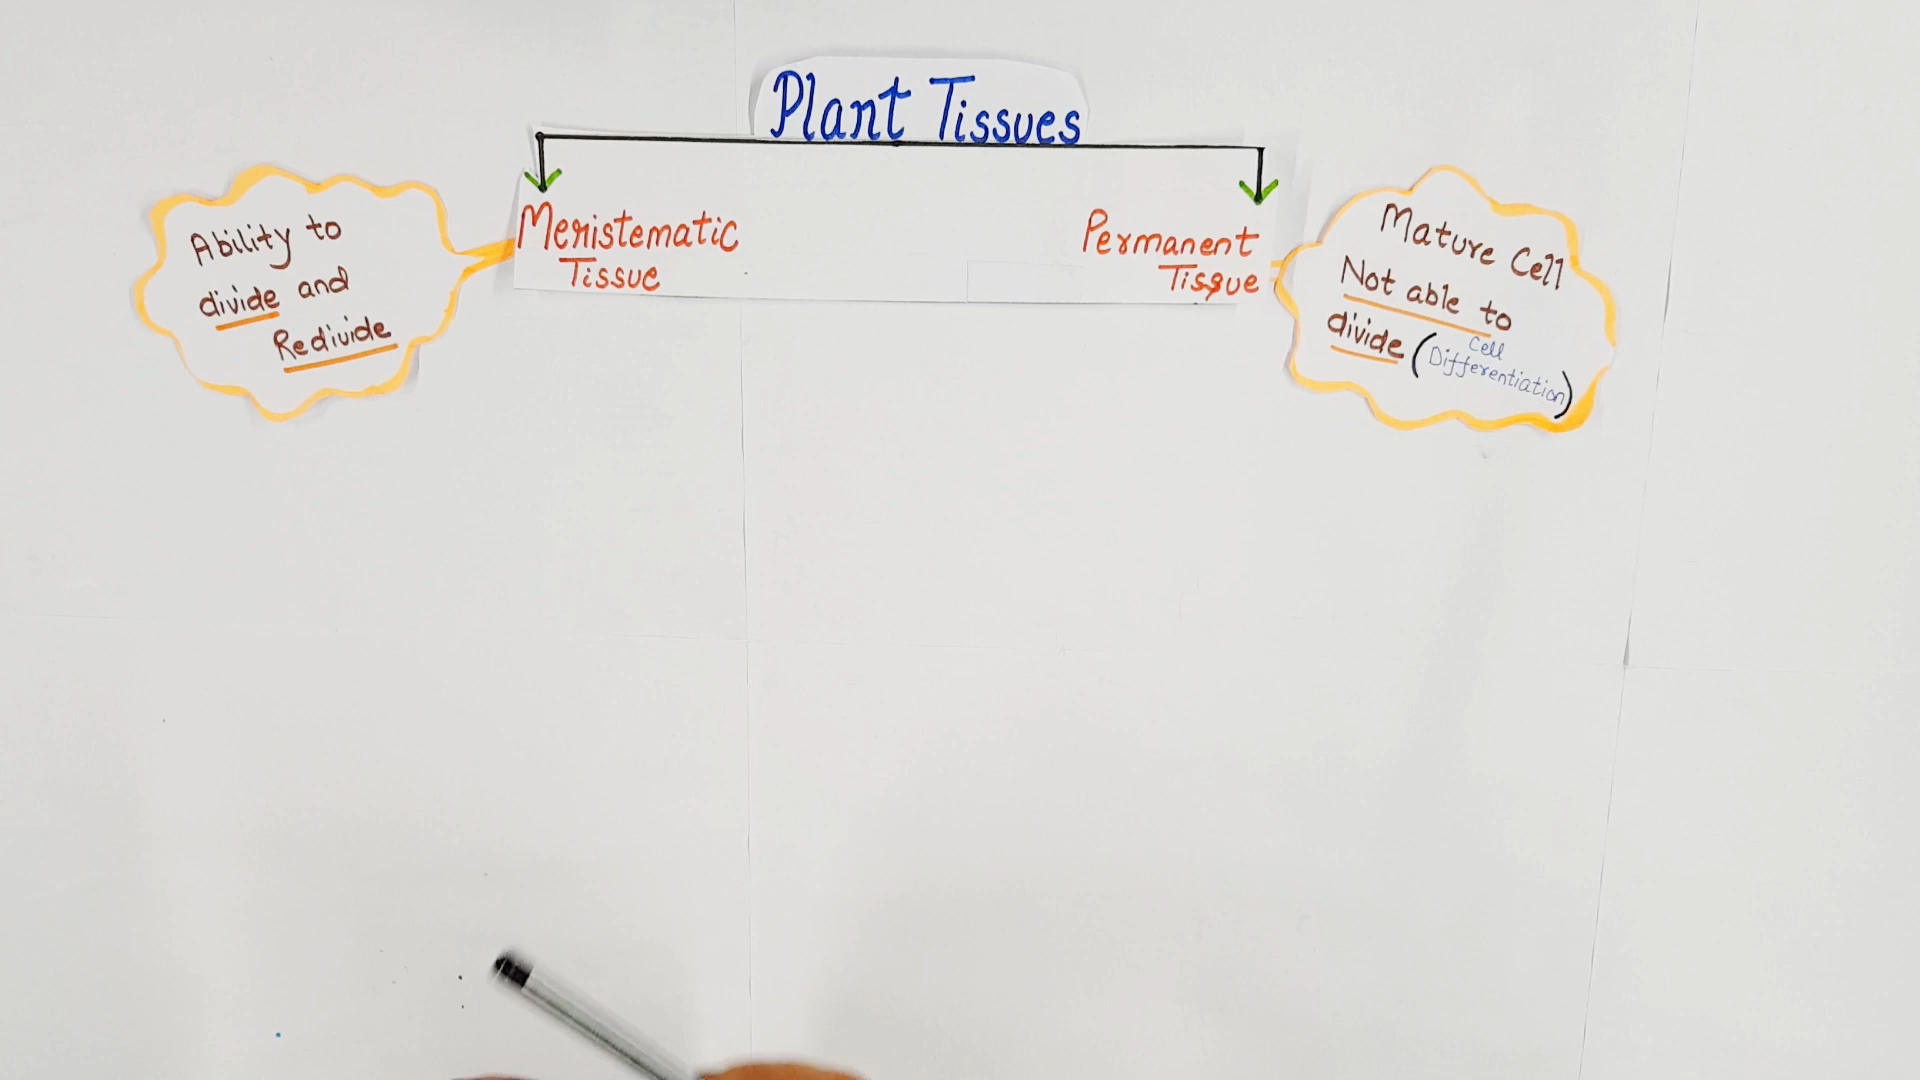 Plant Tissues
Meristematic
Tissue
Permanent
Tissue
Ability to
divide and
Redivide
Mature Cell
Not able to
divide (Cell
Differentiation)